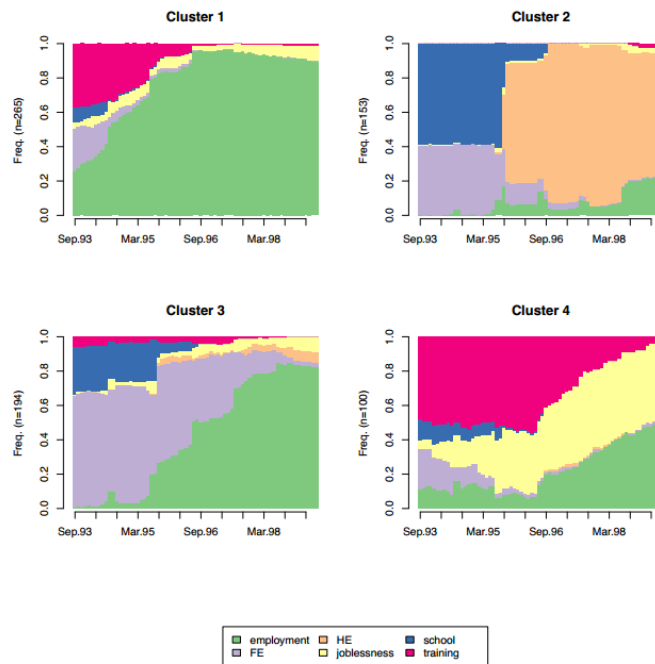 Cluster 1
Cluster 2
Freq. (n=265)
0.0 0.2 0.4 0.6 0.8 1.0
Sep.93 Mar.95 Sep.96 Mar.98
Freq. (n=153)
0.0 0.2 0.4 0.6 0.8 1.0
Sep.93 Mar.95 Sep.96 Mar.98
Cluster 3
Cluster 4
Freq. (n=194)
0.0 0.2 0.4 0.6 0.8 1.0
Sep.93 Mar.95 Sep.96 Mar.98
Freq. (n=100)
0.0 0.2 0.4 0.6 0.8 1.0
Sep.93 Mar.95 Sep.96 Mar.98
employment HE school
FE joblessness training